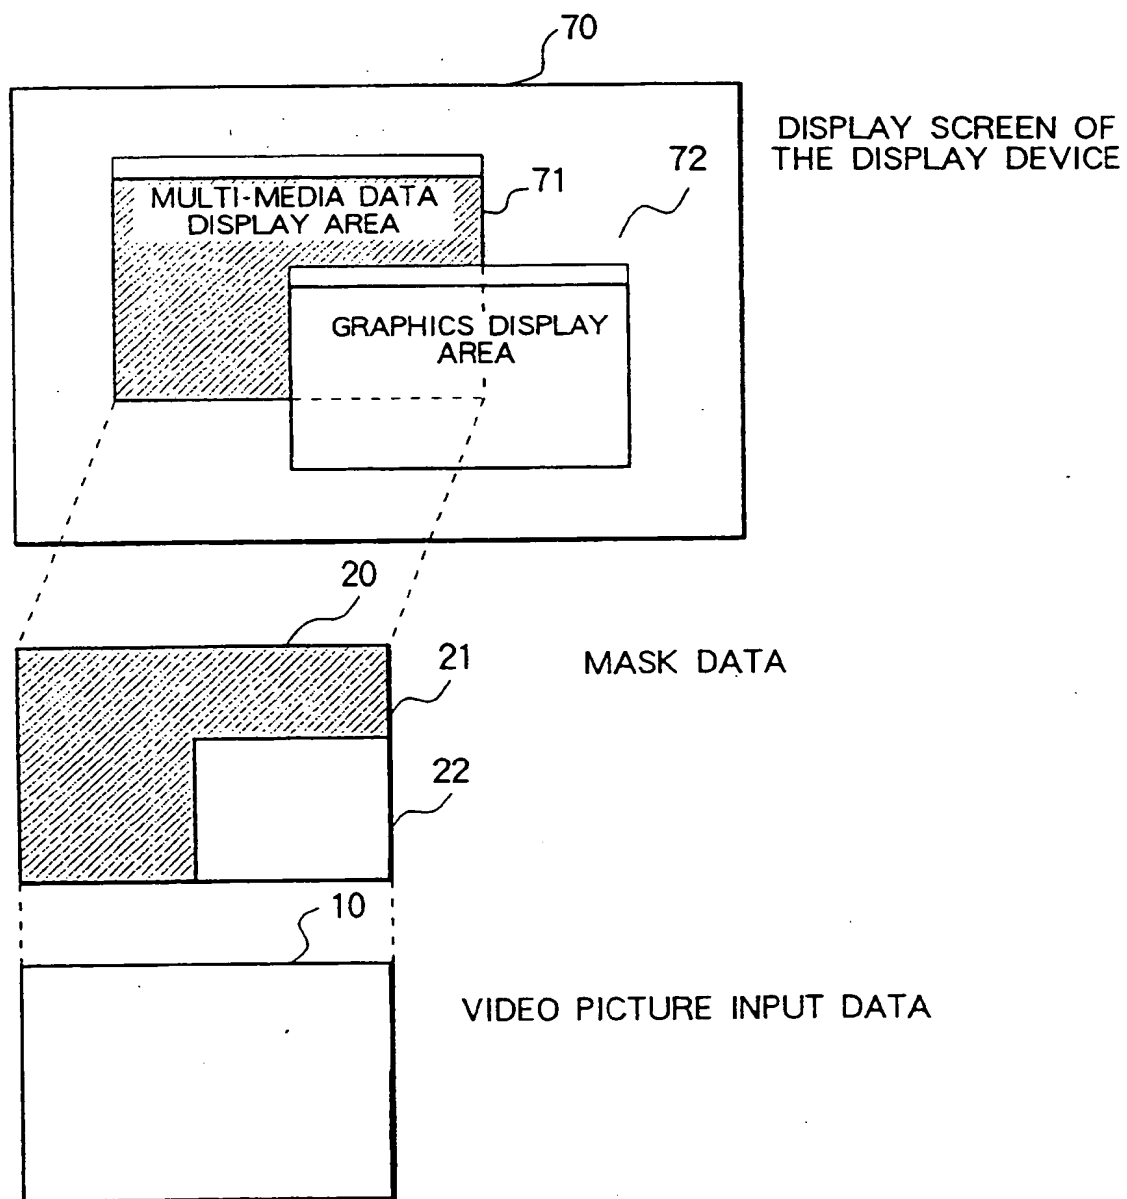 70
DISPLAY SCREEN OF
THE DISPLAY DEVICE
72
71
MULTI-MEDIA DATA
DISPLAY AREA
GRAPHICS DISPLAY
AREA
20
21
MASK DATA
22
10
VIDEO PICTURE INPUT DATA